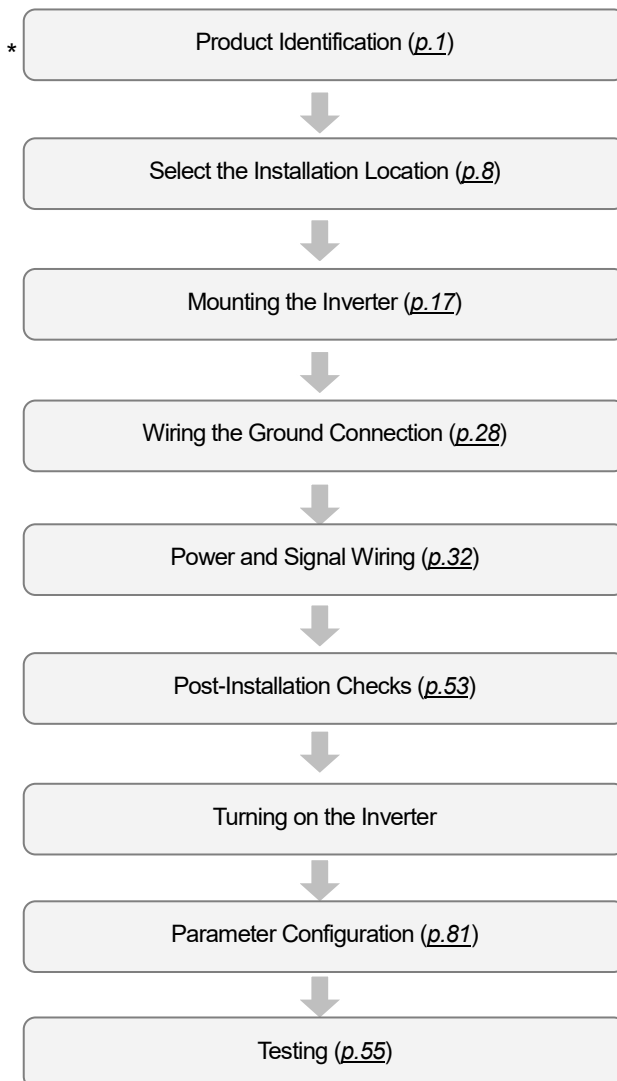 Product Identification (p.1)
*
Select the Installation Location (p.8)
Mounting the Inverter (p.17)
Wiring the Ground Connection (p.28)
Power and Signal Wiring (p.32)
Post-Installation Checks (p.53)
Turning on the Inverter
Parameter Configuration (p.81)
Testing (p.55)